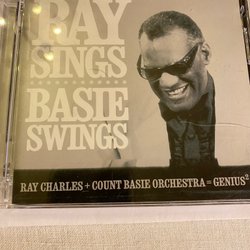 RAY
SINGS
BASIE
SWINGS
RAY CHARLES + COUNT BASIE ORCHESTRA = GENIUS²